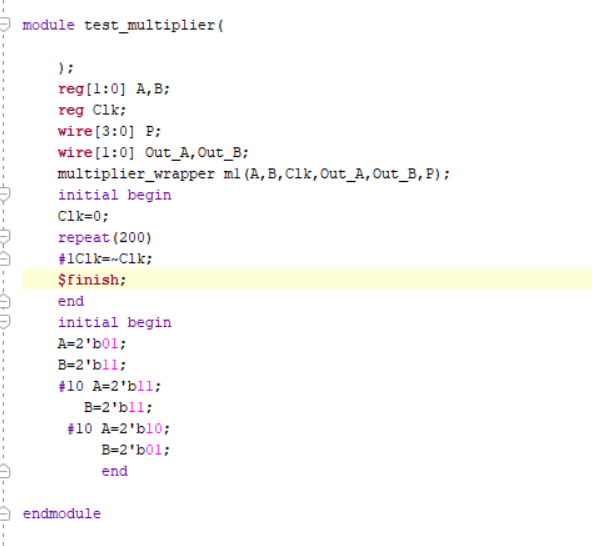 module test_multiplier(
);
reg[1:0] A,B;
reg Clk;
wire[3:0] P;
wire[1:0] Out_A,Out_B;
multiplier_wrapper m1(A,B,Clk,Out_A,Out_B,P);
initial begin
Clk=0;
repeat(200)
#1Clk=~Clk;
$finish;
end
initial begin
A=2'b01;
B=2'b11;
#10 A=2'b11;
B=2'b11;
#10 A=2'b10;
B=2'b01;
end
endmodule